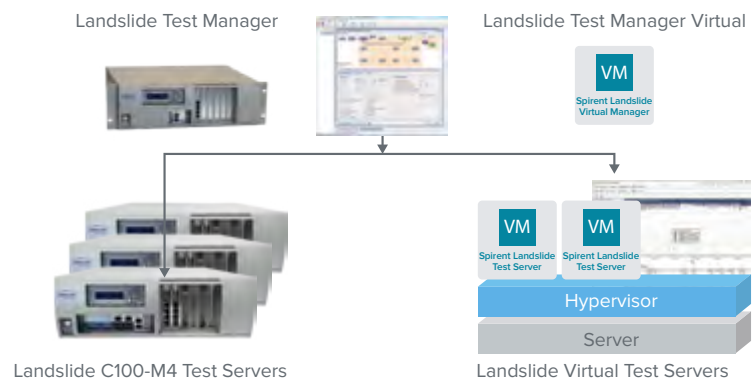 Landslide Test Manager
Landslide Test Manager Virtual
VM
Spirent Landslide
Virtual Manager
VM
VM
Spirent Landslide
Test Server
Spirent Landslide
Test Server
Hypervisor
Server
Landslide C100-M4 Test Servers
Landslide Virtual Test Servers